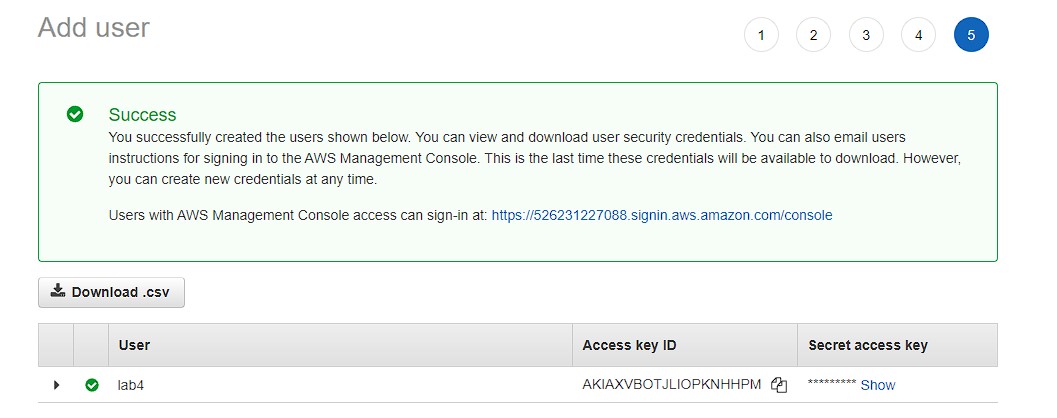 Add user
1 2 3 4 5
Success
You successfully created the users shown below. You can view and download user security credentials. You can also email users
instructions for signing in to the AWS Management Console. This is the last time these credentials will be available to download. However,
you can create new credentials at any time.
Users with AWS Management Console access can sign-in at: https://526231227088.signin.aws.amazon.com/console
Download .csv
User Access key ID Secret access key
lab4 AKIAXVBOTJLIOPKNHHPM ********* Show